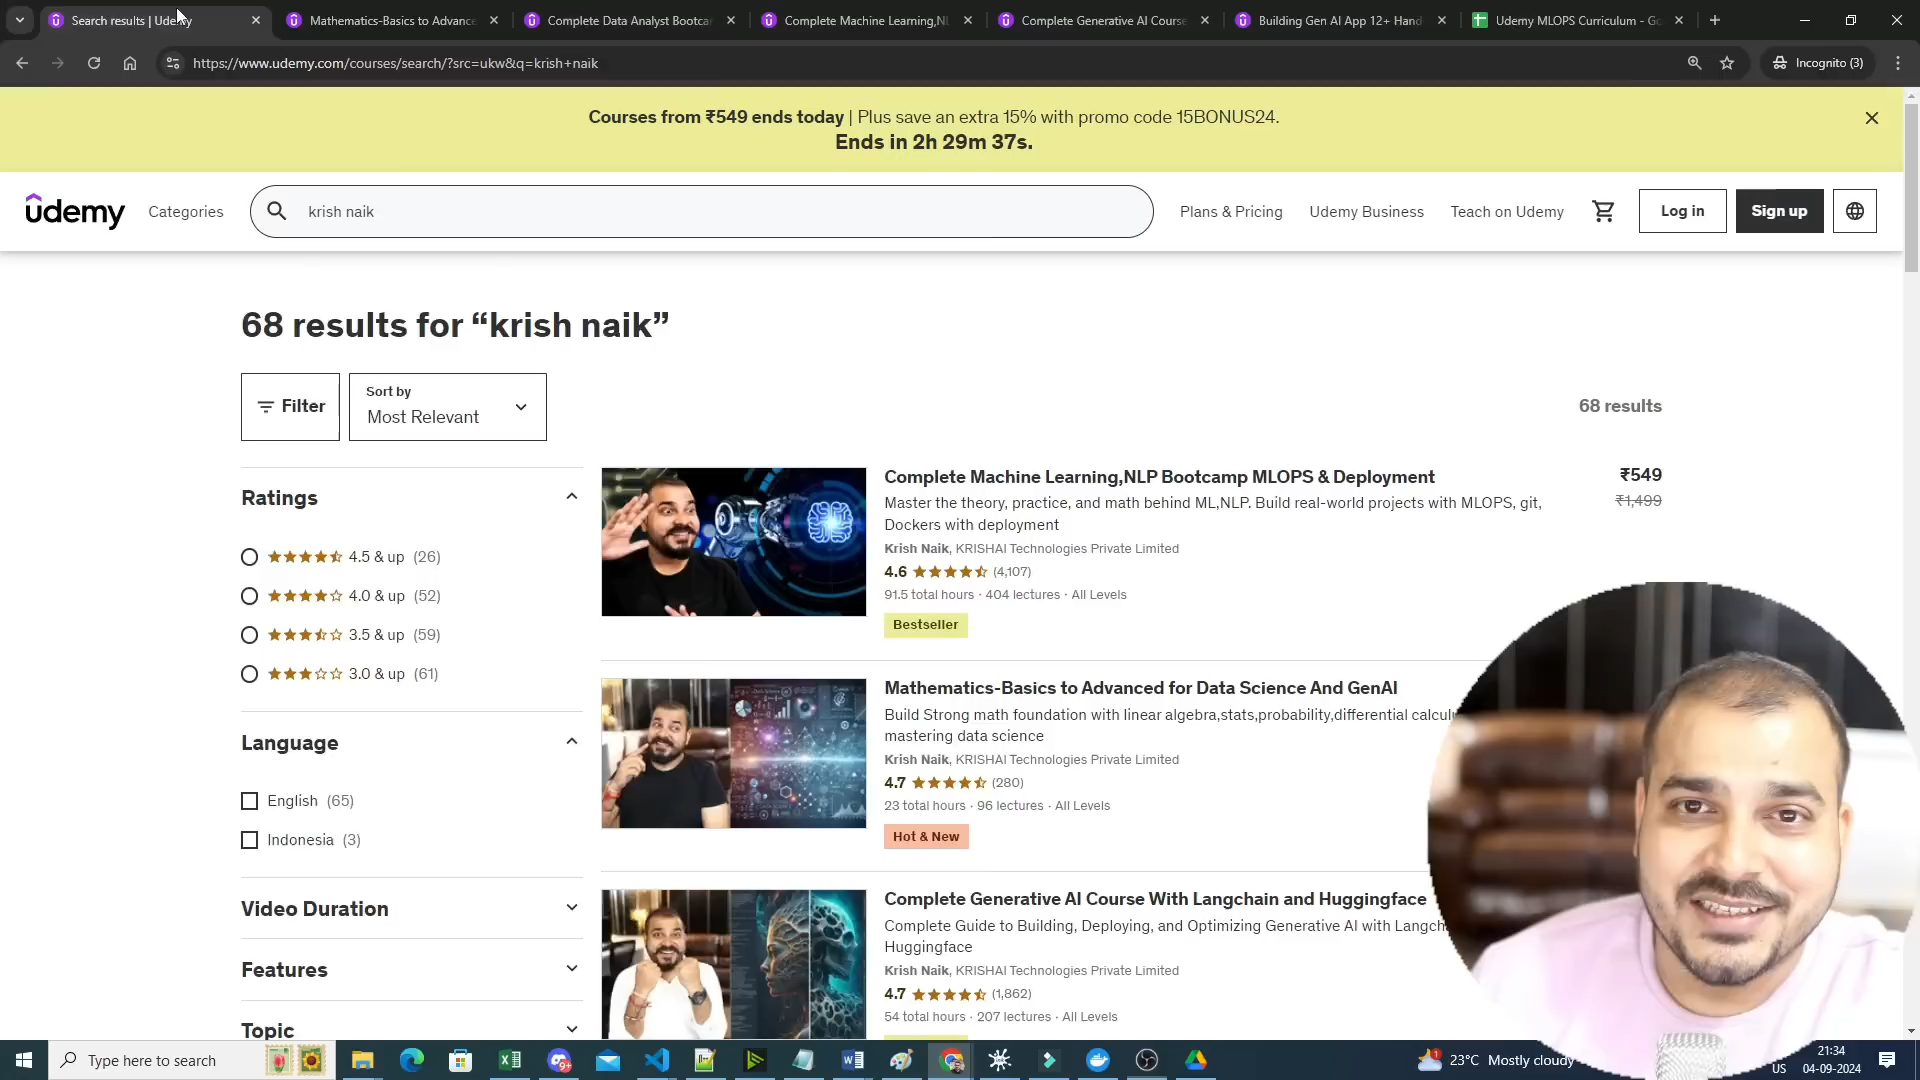 Search results | Udemy
Mathematics-Basics to Advance
Complete Data Analyst Bootcar
Complete Machine Learning,NL
Complete Generative AI Course
Building Gen AI App 12+ Hand
Udemy MLOPS Curriculum - Go
https://www.udemy.com/courses/search/?src=ukw&q=krish+naik
Incognito (3)
Courses from ₹549 ends today | Plus save an extra 15% with promo code 15BONUS24.
Ends in 2h 29m 37s.
udemy
Categories
krish naik
Plans & Pricing
Udemy Business
Teach on Udemy
Log in
Sign up
68 results for “krish naik”
Filter
Sort by
Most Relevant
68 results
Ratings
4.5 & up (26)
4.0 & up (52)
3.5 & up (59)
3.0 & up (61)
Language
English (65)
Indonesia (3)
Video Duration
Features
Topic
Complete Machine Learning,NLP Bootcamp MLOPS & Deployment
₹549
Master the theory, practice, and math behind ML,NLP. Build real-world projects with MLOPS, git,
₹1,499
Dockers with deployment
Krish Naik, KRISHAI Technologies Private Limited
4.6 (4,107)
91.5 total hours · 404 lectures · All Levels
Bestseller
Mathematics-Basics to Advanced for Data Science And GenAI
Build Strong math foundation with linear algebra,stats,probability,differential calcul
mastering data science
Krish Naik, KRISHAI Technologies Private Limited
4.7 (280)
23 total hours · 96 lectures · All Levels
Hot & New
Complete Generative AI Course With Langchain and Huggingface
Complete Guide to Building, Deploying, and Optimizing Generative AI with Langch
Huggingface
Krish Naik, KRISHAI Technologies Private Limited
4.7 (1,862)
54 total hours · 207 lectures · All Levels
Type here to search
23°C Mostly cloudy
US
21:34
04-09-2024